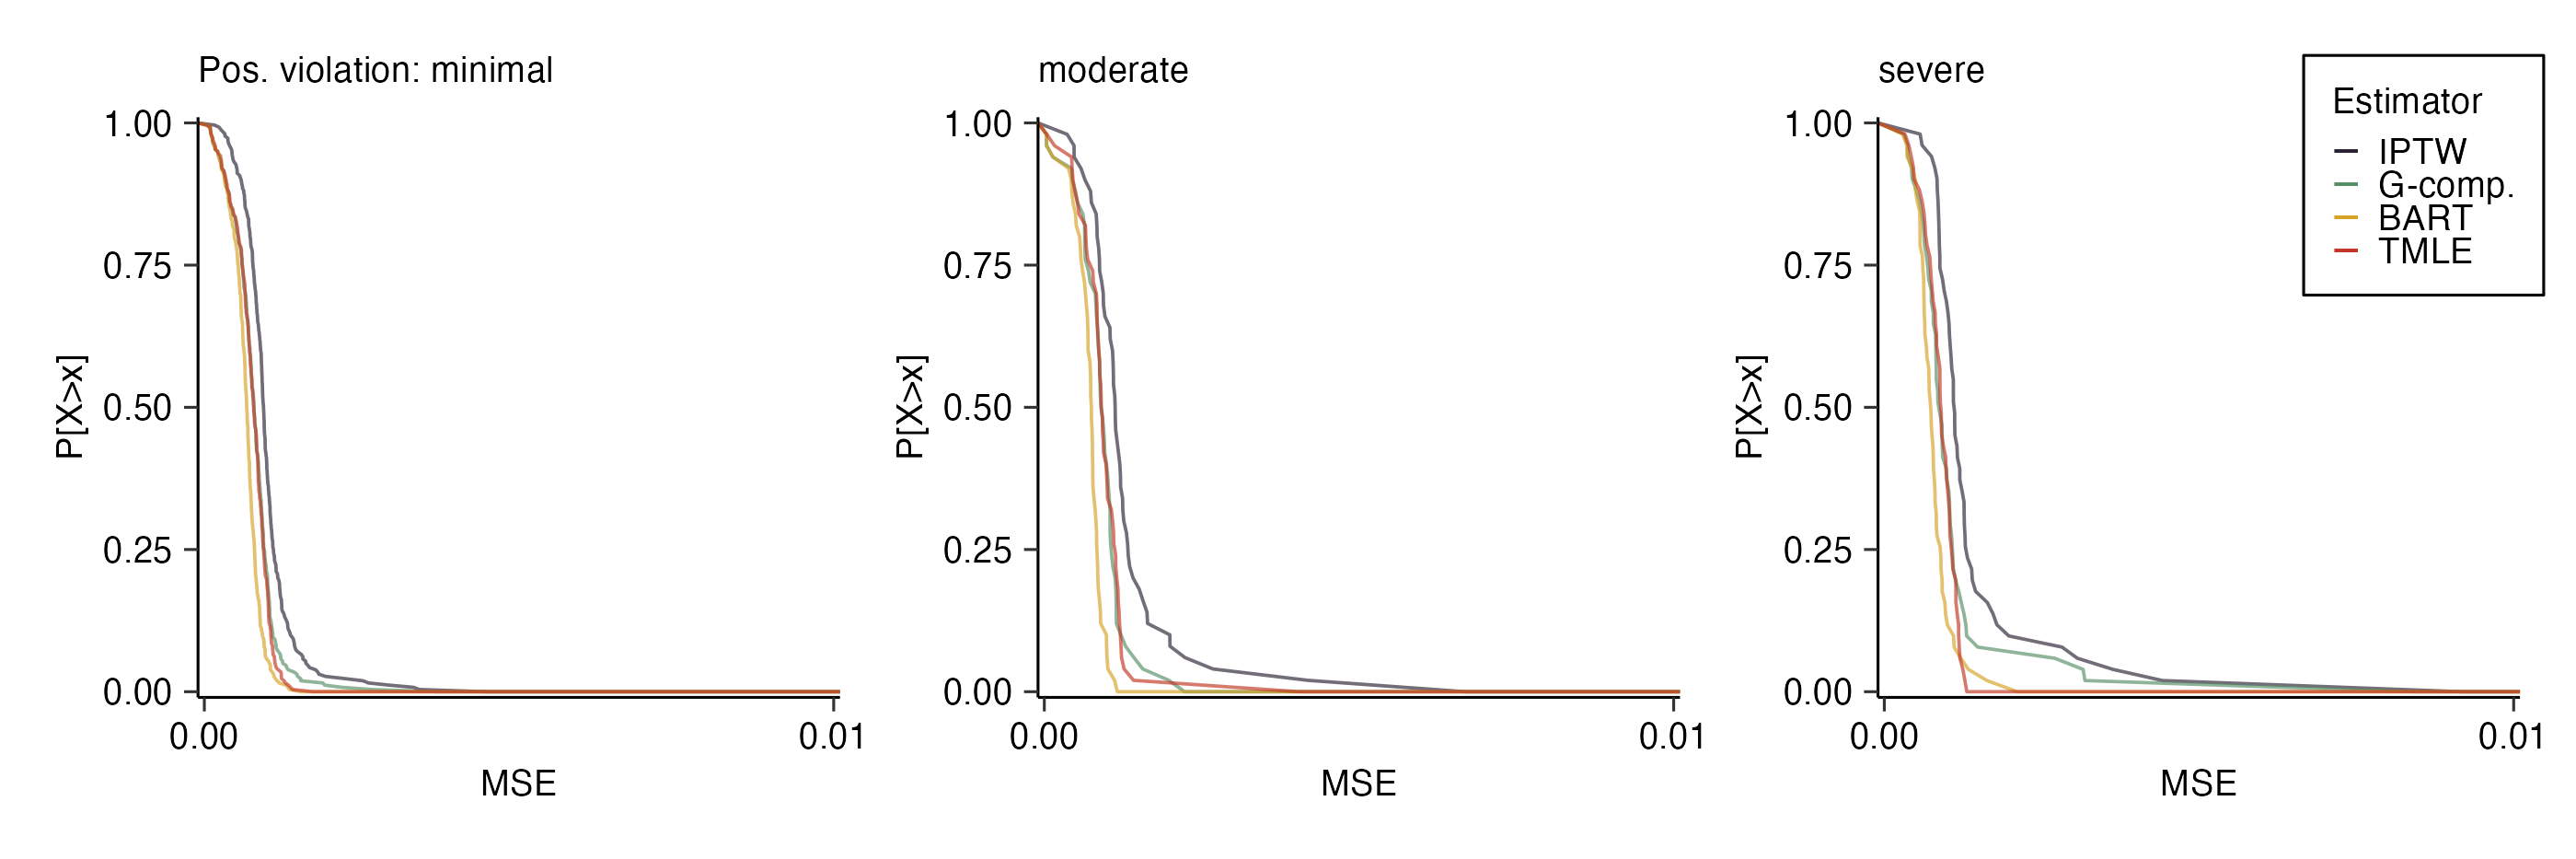 Pos. violation: minimal
1.00
0.75
0.50
0.25
0.00
P[X>x]
0.00
0.01
MSE
moderate
1.00
0.75
0.50
0.25
0.00
P[X>x]
0.00
0.01
MSE
severe
1.00
0.75
0.50
0.25
0.00
P[X>x]
0.00
0.01
MSE
Estimator
IPTW
G-comp.
BART
TMLE